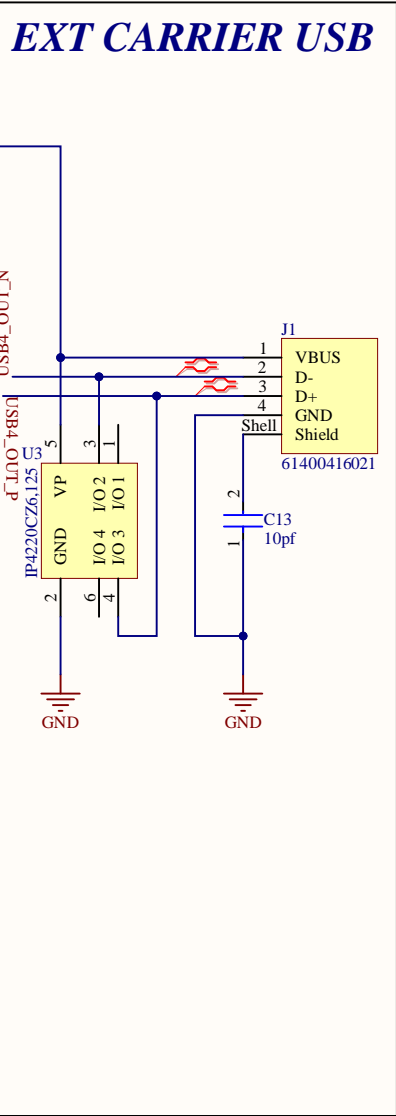 EXT CARRIER USB
USB4_OUT_N
USB4_OUT_P
J1
1
VBUS
2
D-
3
D+
4
GND
Shell
Shield
61400416021
U3
IP4220CZ6,125
5
3
1
VP
I/O 2
I/O 1
GND
I/O 4
I/O 3
2
6
4
2
C13
10pf
1
GND
GND